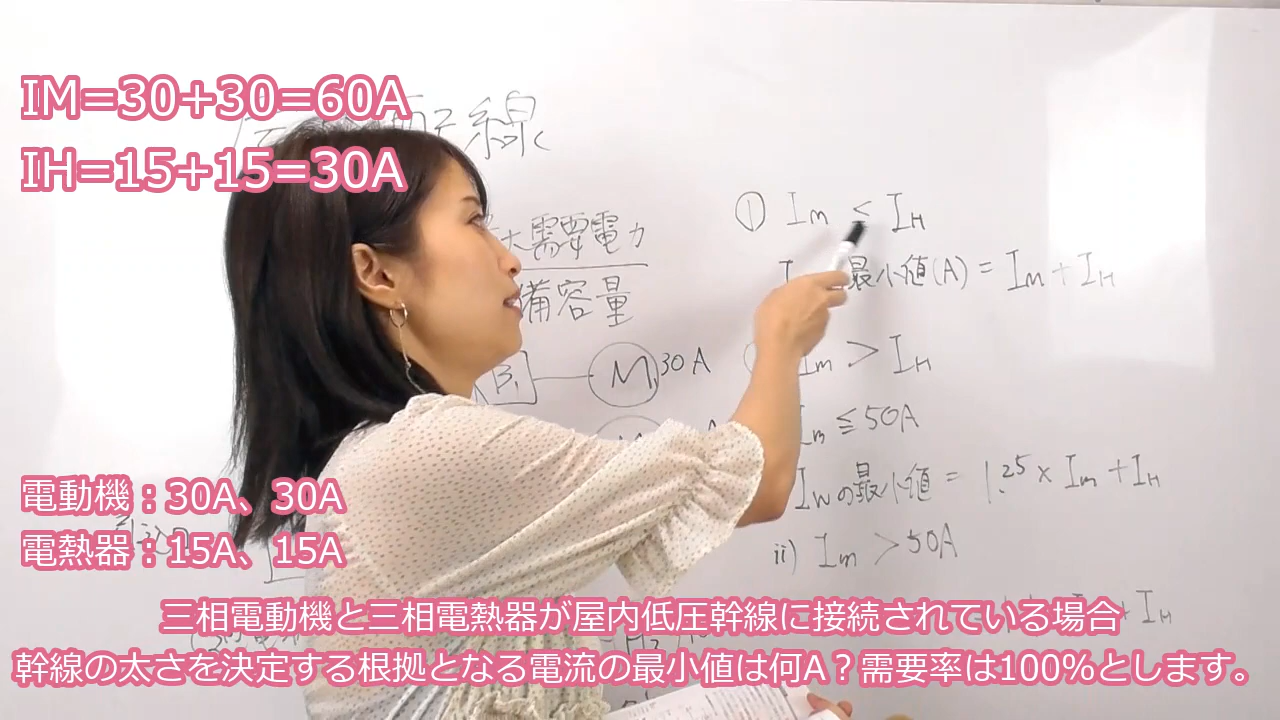 IM=30+30=60A
IH=15+15=30A
線
大需要電力
備容量
B1 M 30A
① Im < IH
最小値(A) = Im + IH
Im > IH
Im ≦ 50A
Iwの最小値 = 1.25 × Im + IH
ii) Im > 50A
IH
電動機：30A、30A
電熱器：15A、15A
三相電動機と三相電熱器が屋内低圧幹線に接続されている場合
幹線の太さを決定する根拠となる電流の最小値は何A？需要率は100%とします。